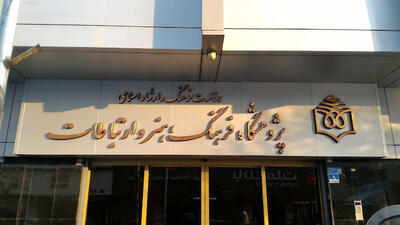 وزارت فرهنگ و ارشاد اسلامی
پژوهشگاه فرهنگ، هنر و ارتباطات